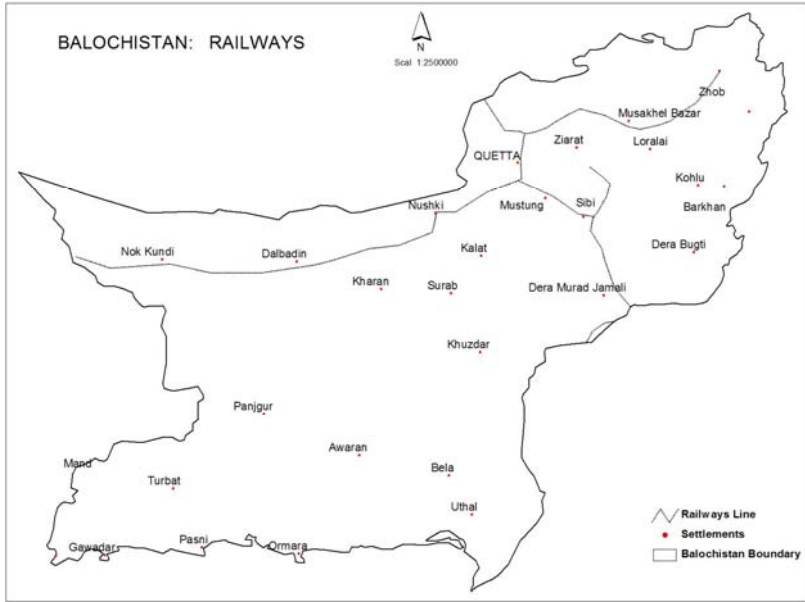 BALOCHISTAN: RAILWAYS
N
Scal 1:2500000
Zhob
Musakhel Bazar
Ziarat
Loralai
QUETTA
Kohlu
Mustung
Sibi
Barkhan
Nushki
Nok Kundi
Dalbadin
Kalat
Dera Bugti
Kharan
Surab
Dera Murad Jamali
Khuzdar
Panjgur
Awaran
Mand
Turbat
Bela
Uthal
Gawadar
Pasni
Ormara
Railways Line
Settlements
Balochistan Boundary